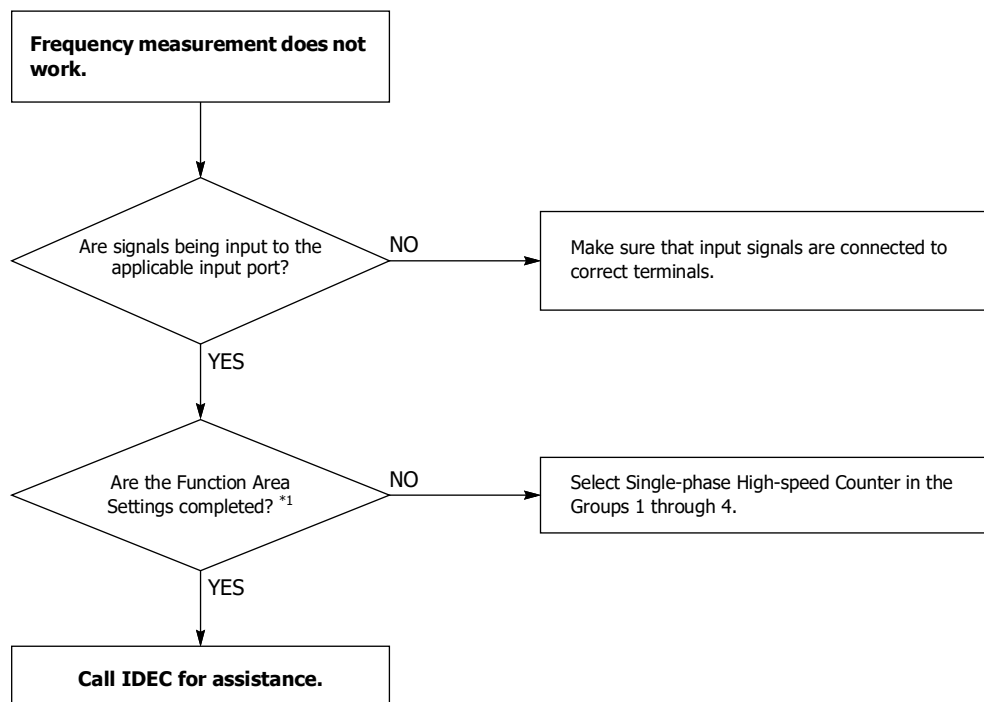 Frequency measurement does not
work.
Are signals being input to the
applicable input port?
NO
Make sure that input signals are connected to
correct terminals.
YES
Are the Function Area
Settings completed? *1
NO
Select Single-phase High-speed Counter in the
Groups 1 through 4.
YES
Call IDEC for assistance.